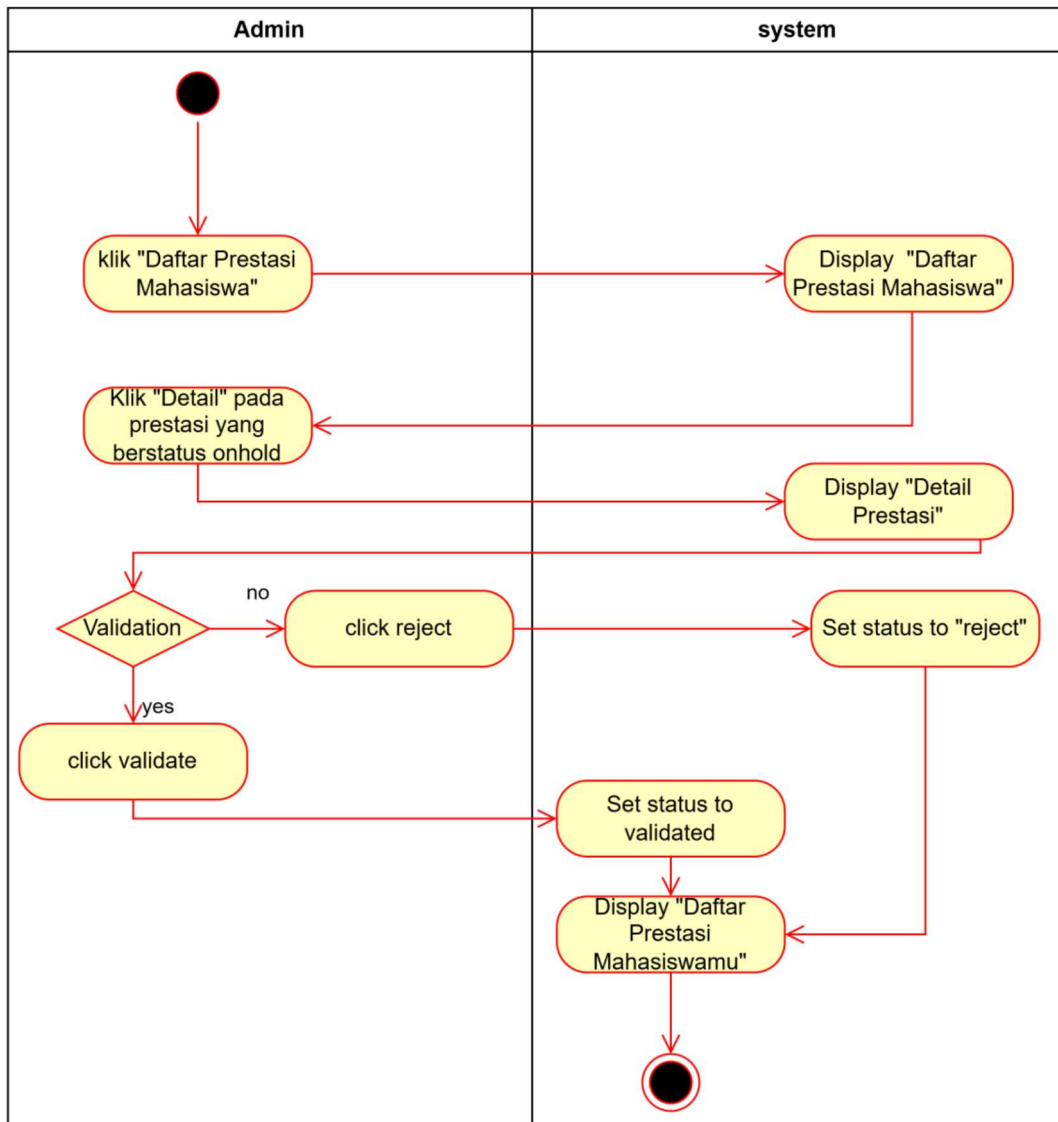 Admin
system
klik "Daftar Prestasi
Mahasiswa"
Display  "Daftar
Prestasi Mahasiswa"
Klik "Detail" pada
prestasi yang
berstatus onhold
Display "Detail
Prestasi"
Validation
no
click reject
Set status to "reject"
yes
click validate
Set status to
validated
Display "Daftar
Prestasi
Mahasiswamu"